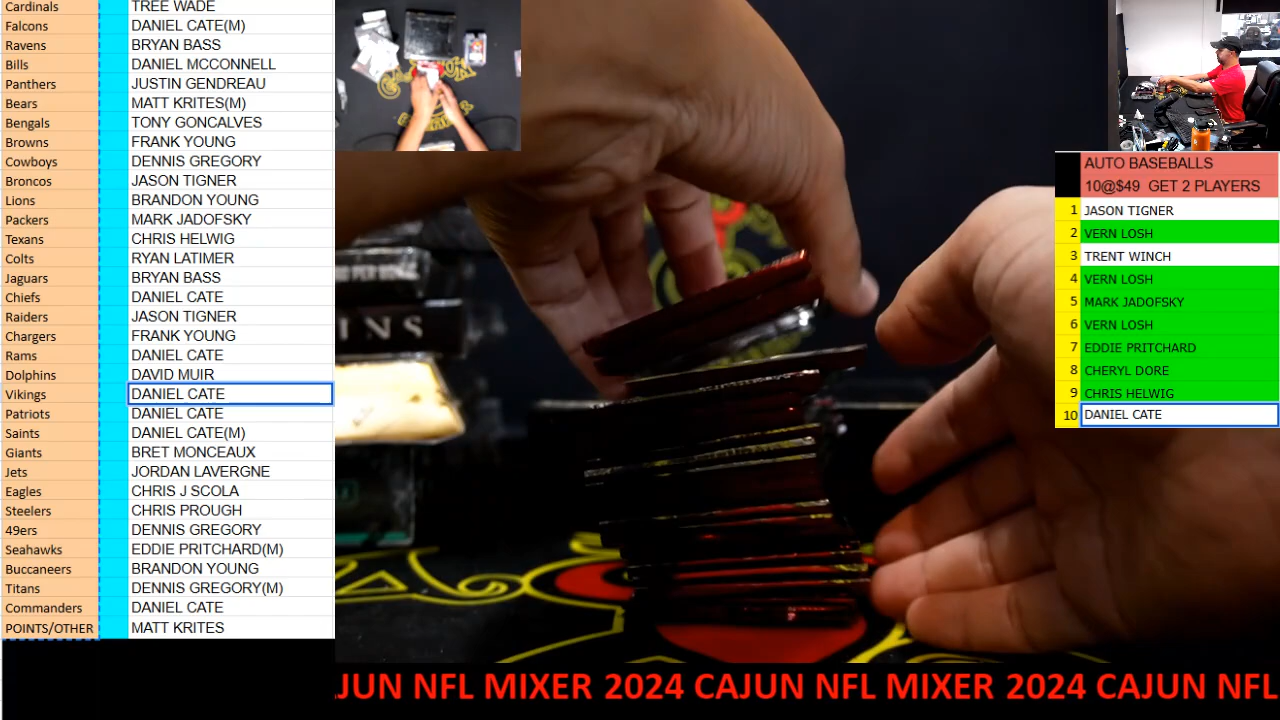 Cardinals TREE WADE
Falcons DANIEL CATE(M)
Ravens BRYAN BASS
Bills DANIEL MCCONNELL
Panthers JUSTIN GENDREAU
Bears MATT KRITES(M)
Bengals TONY GONCALVES
Browns FRANK YOUNG
Cowboys DENNIS GREGORY
Broncos JASON TIGNER
Lions BRANDON YOUNG
Packers MARK JADOFSKY
Texans CHRIS HELWIG
Colts RYAN LATIMER
Jaguars BRYAN BASS
Chiefs DANIEL CATE
Raiders JASON TIGNER
Chargers FRANK YOUNG
Rams DANIEL CATE
Dolphins DAVID MUIR
Vikings DANIEL CATE
Patriots DANIEL CATE
Saints DANIEL CATE(M)
Giants BRET MONCEAUX
Jets JORDAN LAVERGNE
Eagles CHRIS J SCOLA
Steelers CHRIS PROUGH
49ers DENNIS GREGORY
Seahawks EDDIE PRITCHARD(M)
Buccaneers BRANDON YOUNG
Titans DENNIS GREGORY(M)
Commanders DANIEL CATE
POINTS/OTHER MATT KRITES
AUTO BASEBALLS
10@$49 GET 2 PLAYERS
1 JASON TIGNER
2 VERN LOSH
3 TRENT WINCH
4 VERN LOSH
5 MARK JADOFSKY
6 VERN LOSH
7 EDDIE PRITCHARD
8 CHERYL DORE
9 CHRIS HELWIG
10 DANIEL CATE
JUN NFL MIXER 2024 CAJUN NFL MIXER 2024 CAJUN NFL